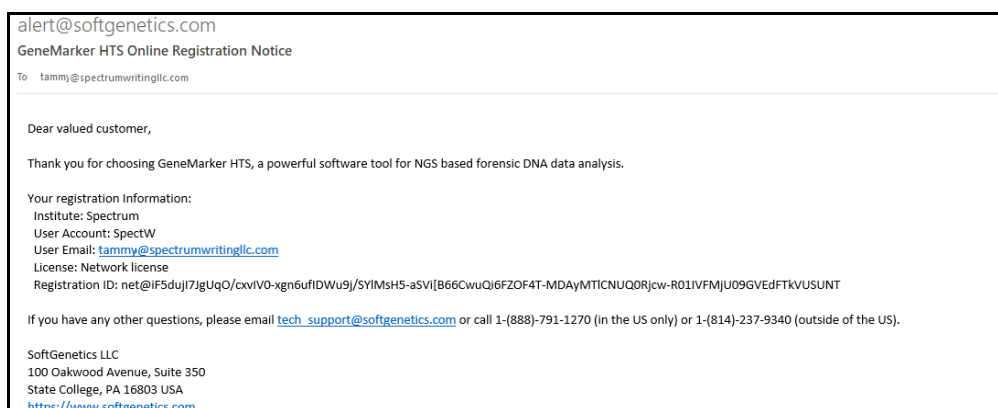 alert@softgenetics.com
GeneMarker HTS Online Registration Notice
To tammy@spectrumwritingllc.com
Dear valued customer,
Thank you for choosing GeneMarker HTS, a powerful software tool for NGS based forensic DNA data analysis.
Your registration Information:
Institute: Spectrum
User Account: SpectW
User Email: tammy@spectrumwritingllc.com
License: Network license
Registration ID: net@iF5dujI7JgUqO/cxvIV0-xgn6ufIDWu9j/SYlMsH5-aSVi[B66CwuQi6FZOF4T-MDAyMTlCNUQ0Rjcw-R01IVFMjU09GVEdFTkVUSUNT
If you have any other questions, please email tech_support@softgenetics.com or call 1-(888)-791-1270 (in the US only) or 1-(814)-237-9340 (outside of the US).
SoftGenetics LLC
100 Oakwood Avenue, Suite 350
State College, PA 16803 USA
https://www.softgenetics.com